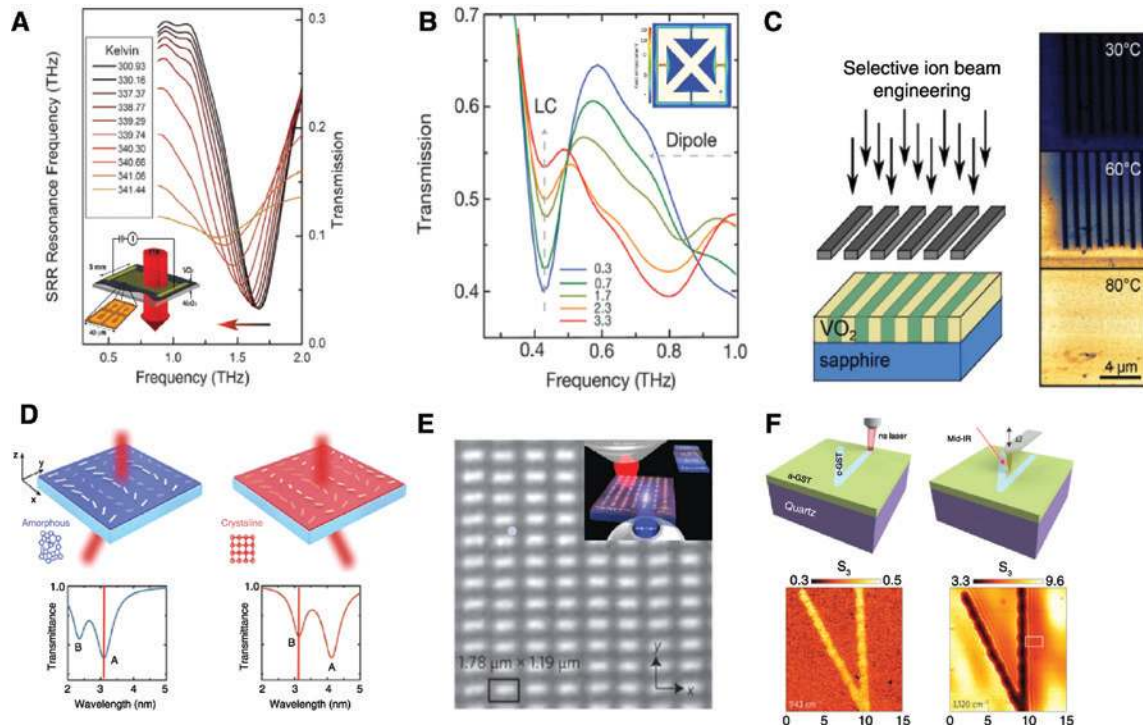 A
SRR Resonance Frequency (THz)
Kelvin
300.93
330.16
337.37
338.77
339.29
339.74
340.30
340.66
341.06
341.44
5 mm
VO₂
0.3
0.2
0.1
0.0
Transmission
0.5
1.0
1.5
2.0
Frequency (THz)
B
0.7
0.6
0.5
0.4
Transmission
LC
Dipole
0.3
0.7
1.7
2.3
3.3
0.4
0.6
0.8
1.0
Frequency (THz)
C
Selective ion beam
engineering
VO₂
sapphire
30°C
60°C
80°C
4 μm
D
z
y
x
Amorphous
Crystaline
1.0
Transmittance
B
A
2
3
4
5
Wavelength (nm)
1.0
Transmittance
B
A
2
3
4
5
Wavelength (nm)
E
1.78 μm × 1.19 μm
y
x
F
ns laser
c-GST
a-GST
Quartz
Mid-IR
Ω
S₃
0.3
0.5
0
5
10
15
S₃
3.3
9.6
0
5
10
15